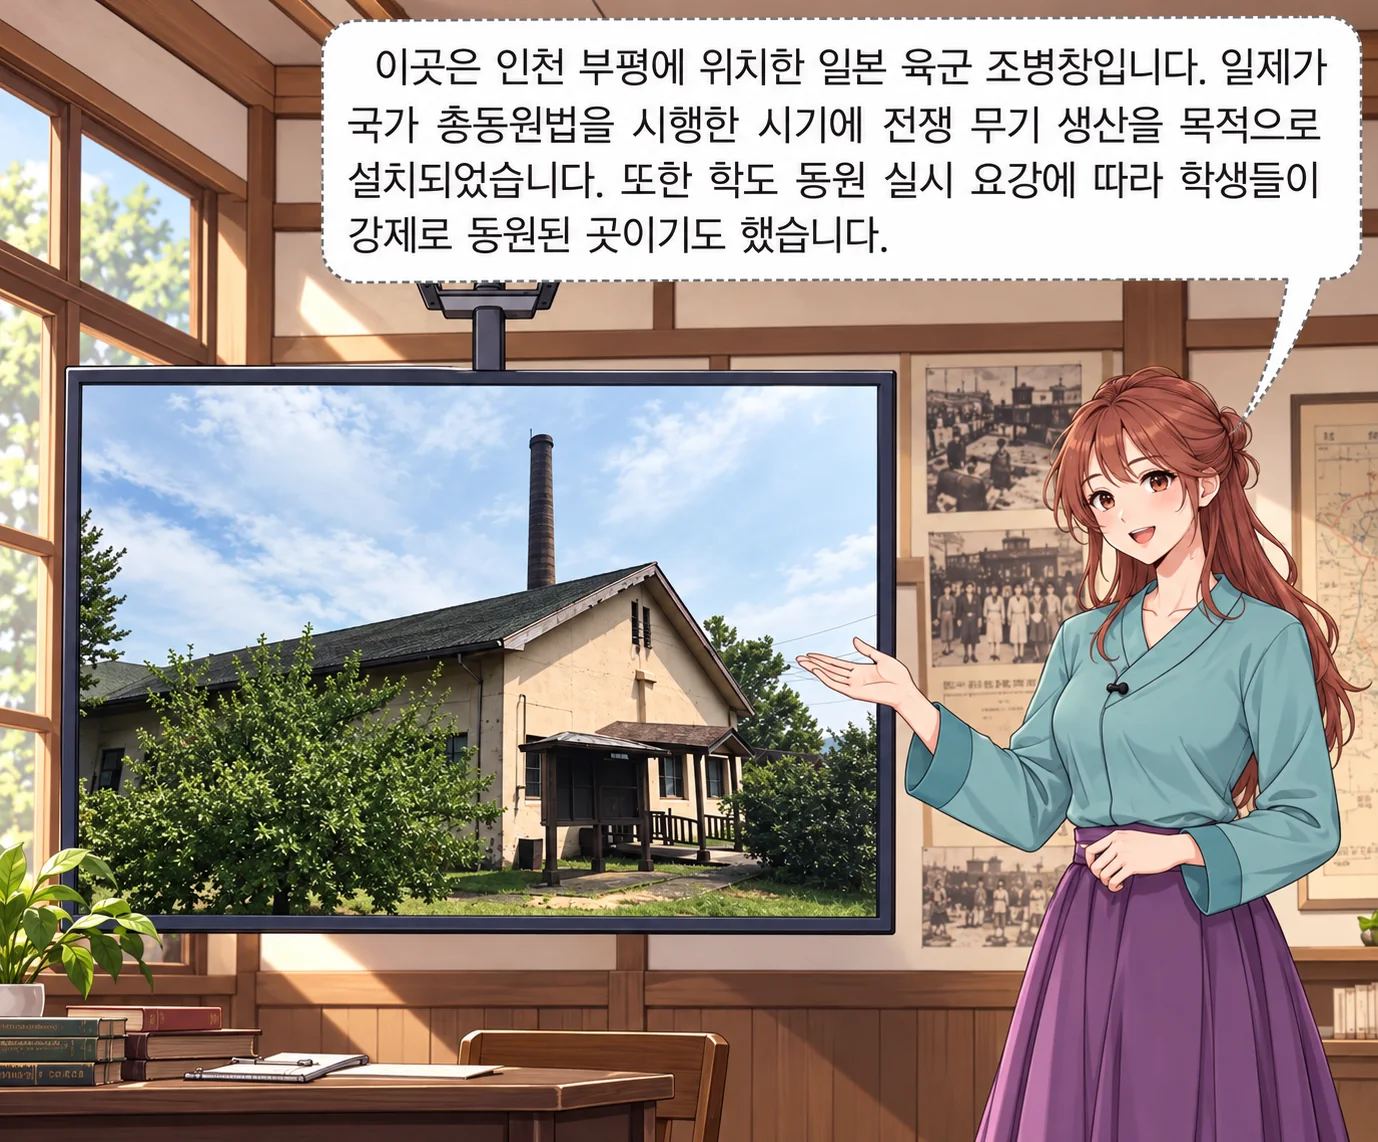 이곳은 인천 부평에 위치한 일본 육군 조병창입니다. 일제가
국가 총동원법을 시행한 시기에 전쟁 무기 생산을 목적으로
설치되었습니다. 또한 학도 동원 실시 요강에 따라 학생들이
강제로 동원된 곳이기도 했습니다.